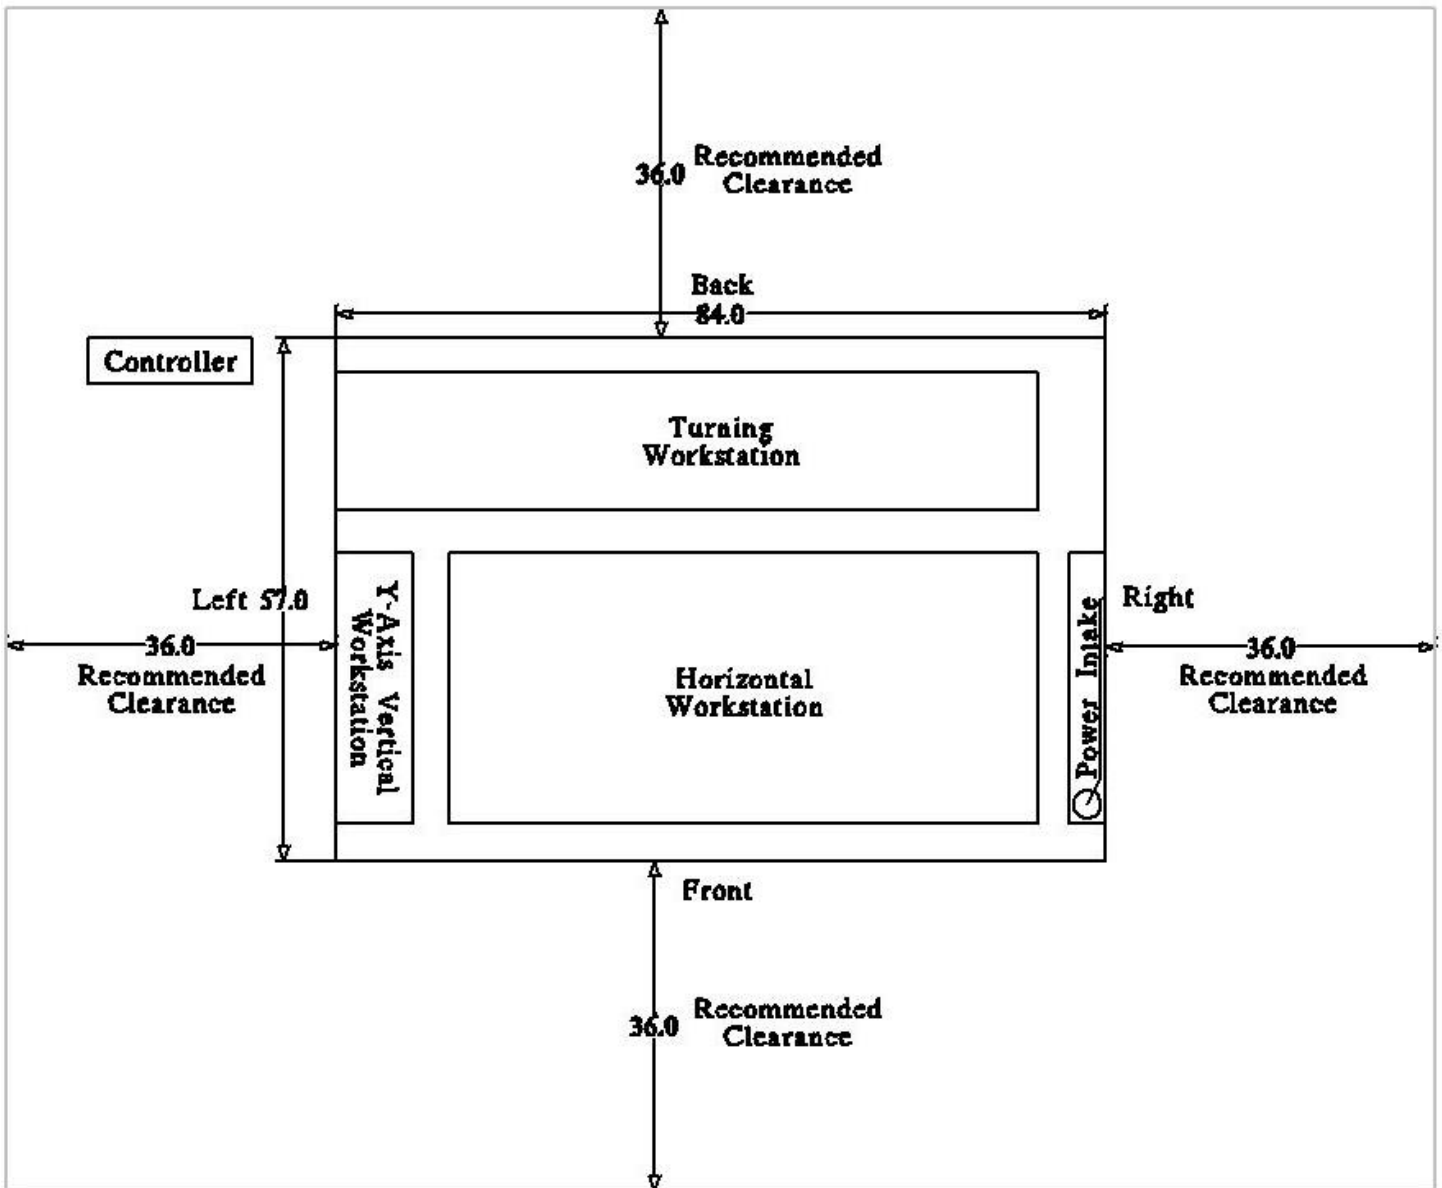 36.0
Recommended
Clearance
Back
84.0
Controller
Turning
Workstation
Left 57.0
Y-Axis Vertical
Workstation
Horizontal
Workstation
Power Intake
Right
36.0
Recommended
Clearance
36.0
Recommended
Clearance
Front
36.0
Recommended
Clearance